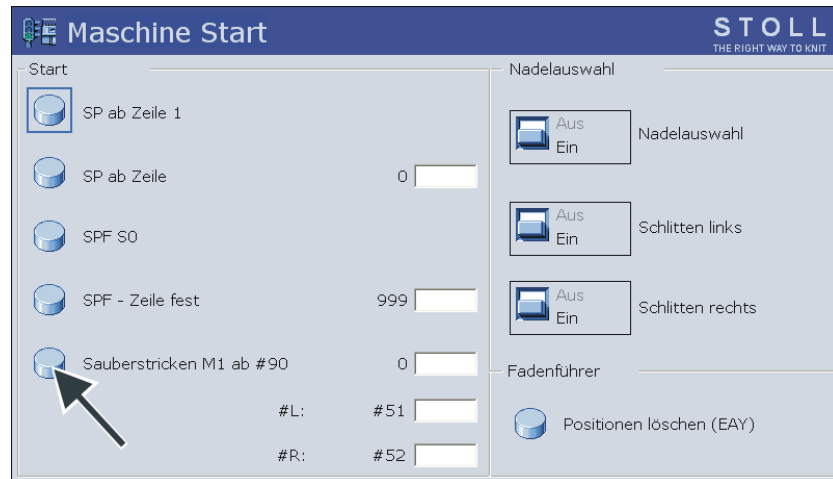 Maschine Start
STOLL
THE RIGHT WAY TO KNIT
Start
SP ab Zeile 1
SP ab Zeile 0
SPF S0
SPF - Zeile fest 999
Sauberstricken M1 ab #90 0
#L: #51
#R: #52
Nadelauswahl
Aus
Ein
Nadelauswahl
Aus
Ein
Schlitten links
Aus
Ein
Schlitten rechts
Fadenführer
Positionen löschen (EAY)